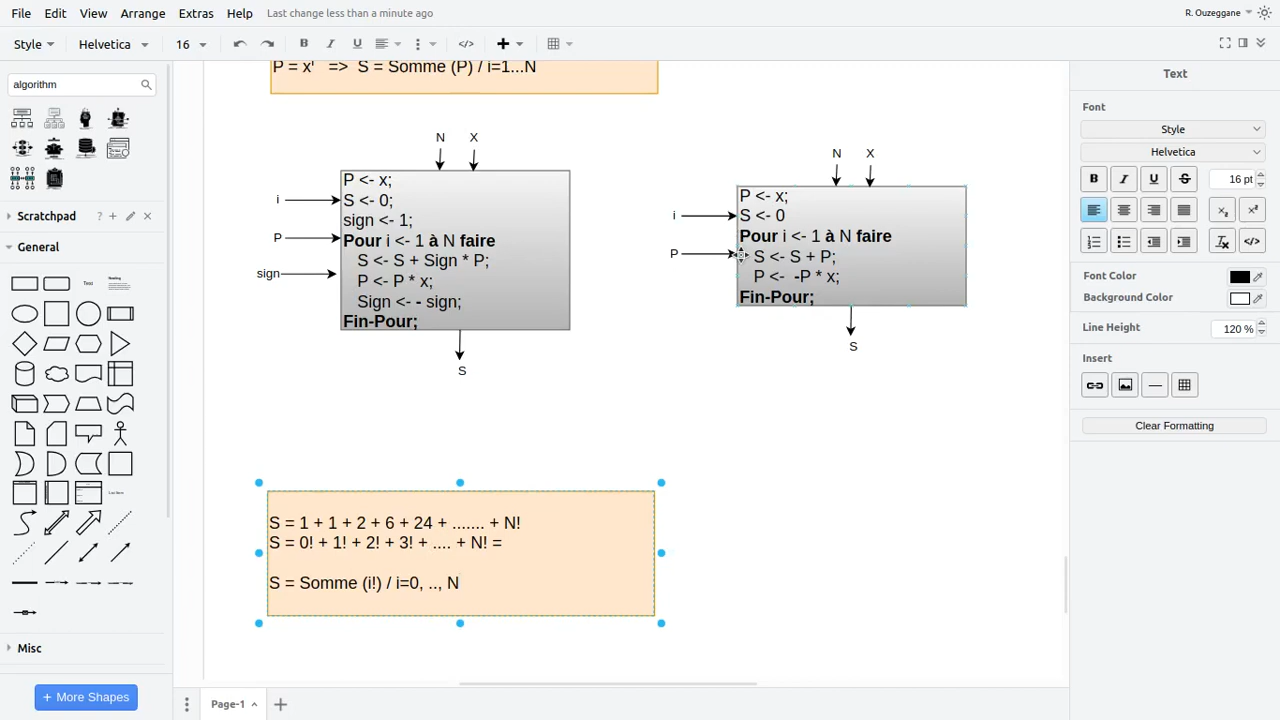 File Edit View Arrange Extras Help Last change less than a minute ago R. Ouzeggane
Style Helvetica 16 B I U </>
algorithm
Scratchpad ? +
General
Text
Misc
+ More Shapes
P = xⁱ => S = Somme (P) / i=1...N
N X
i
P
sign
P <- x;
S <- 0;
sign <- 1;
Pour i <- 1 à N faire
S <- S + Sign * P;
P <- P * x;
Sign <- - sign;
Fin-Pour;
S
N X
i
P
P <- x;
S <- 0
Pour i <- 1 à N faire
S <- S + P;
P <- -P * x;
Fin-Pour;
S
S = 1 + 1 + 2 + 6 + 24 + ....... + N!
S = 0! + 1! + 2! + 3! + .... + N! =
S = Somme (i!) / i=0, .., N
Page-1
Text
Font
Style
Helvetica
B I U S 16 pt
Font Color
Background Color
Line Height 120 %
Insert
Clear Formatting